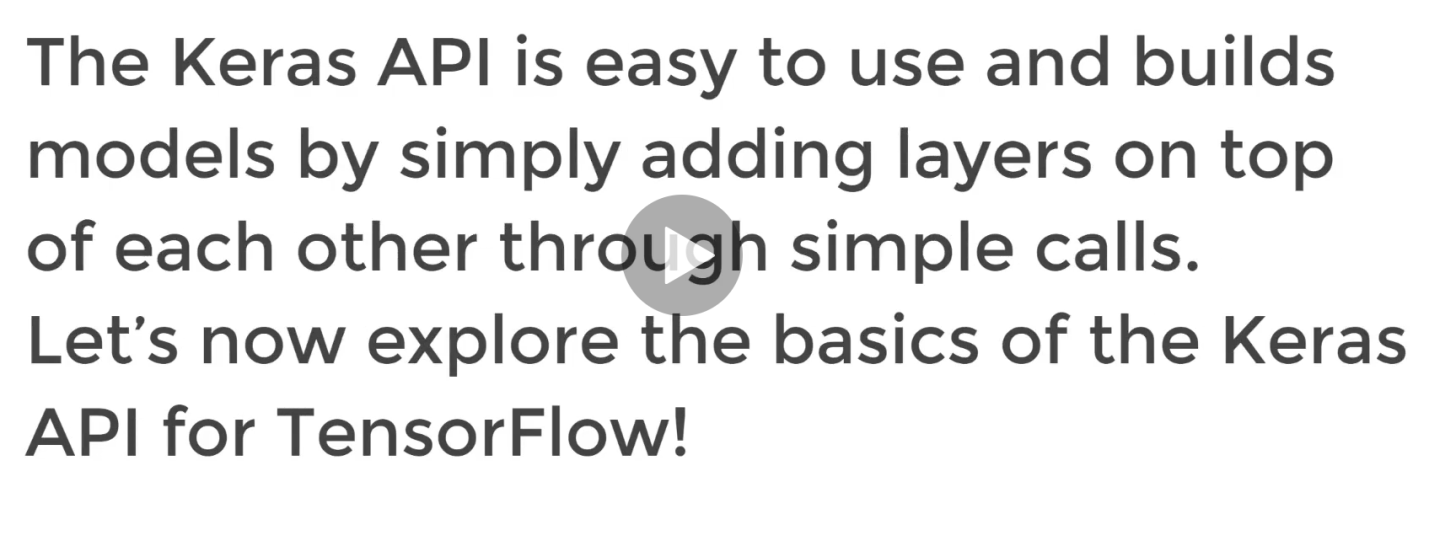 The Keras API is easy to use and builds
models by simply adding layers on top
of each other through simple calls.
Let’s now explore the basics of the Keras
API for TensorFlow!